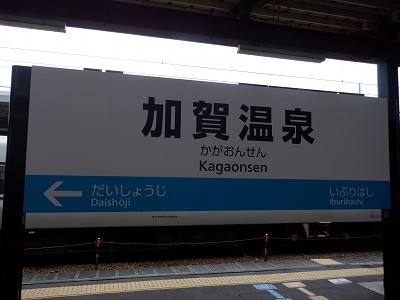 加賀温泉
かがおんせん
Kagaonsen
だいしょうじ
Daishōji
いぶりはし
Iburihashi